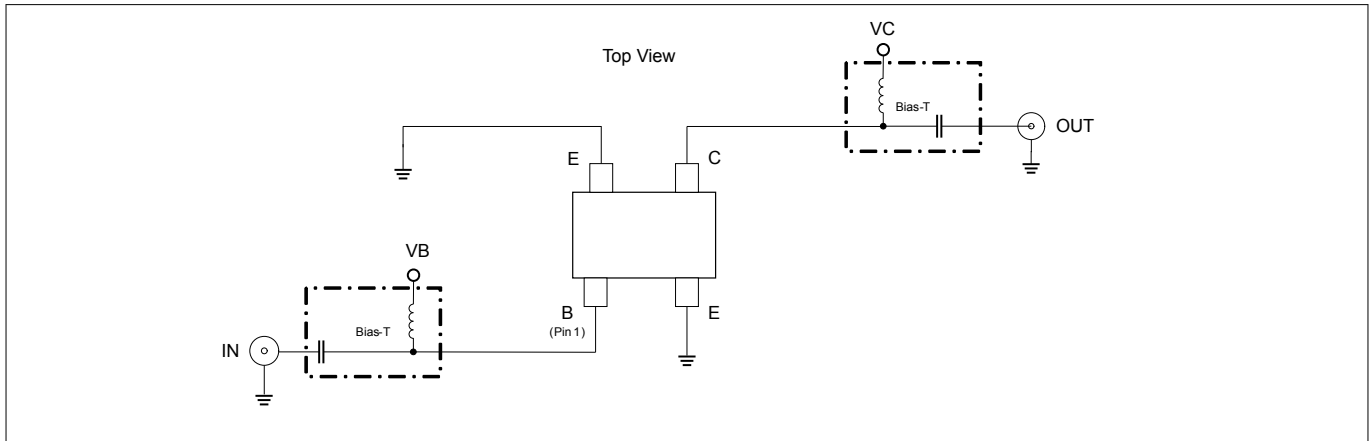 VC
Top View
Bias-T
OUT
E
C
VB
B
E
(Pin 1)
Bias-T
IN